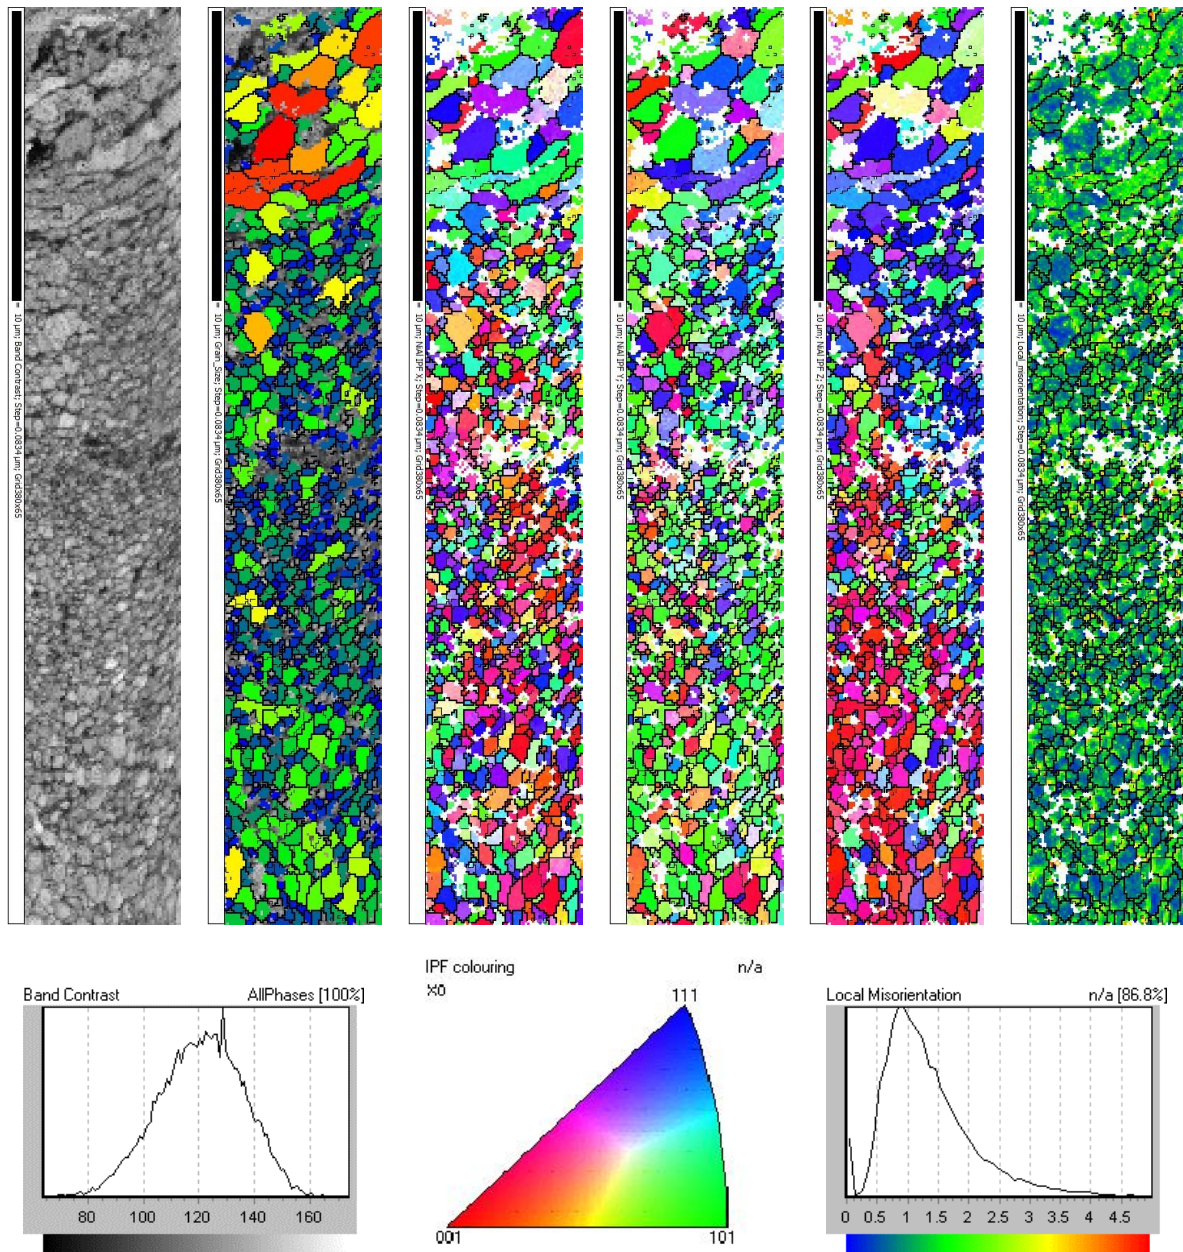 = 10 µm; Band Contrast; Step=0.0834 µm; Grid380x65
= 10 µm; Grain_Size; Step=0.0834 µm; Grid380x65
= 10 µm; NiAl IPF X; Step=0.0834 µm; Grid380x65
= 10 µm; NiAl IPF Y; Step=0.0834 µm; Grid380x65
= 10 µm; NiAl IPF Z; Step=0.0834 µm; Grid380x65
= 10 µm; Local_misorientation; Step=0.0834 µm; Grid380x65
Band Contrast AllPhases [100%]
80 100 120 140 160
IPF colouring n/a
X0
111
001 101
Local Misorientation n/a [86.8%]
0 0.5 1 1.5 2 2.5 3 3.5 4 4.5